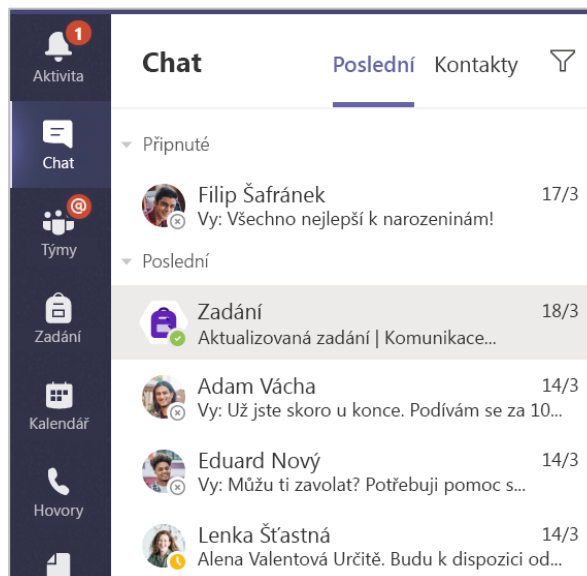 1
Aktivita
Chat
@
Týmy
Zadání
Kalendář
Hovory
Chat
Poslední
Kontakty
Připnuté
Filip Šafránek 17/3
Vy: Všechno nejlepší k narozeninám!
Poslední
Zadání 18/3
Aktualizovaná zadání | Komunikace...
Adam Vácha 14/3
Vy: Už jste skoro u konce. Podívám se za 10...
Eduard Nový 14/3
Vy: Můžu ti zavolat? Potřebuji pomoc s...
Lenka Šťastná 14/3
Alena Valentová Určitě. Budu k dispozici od...